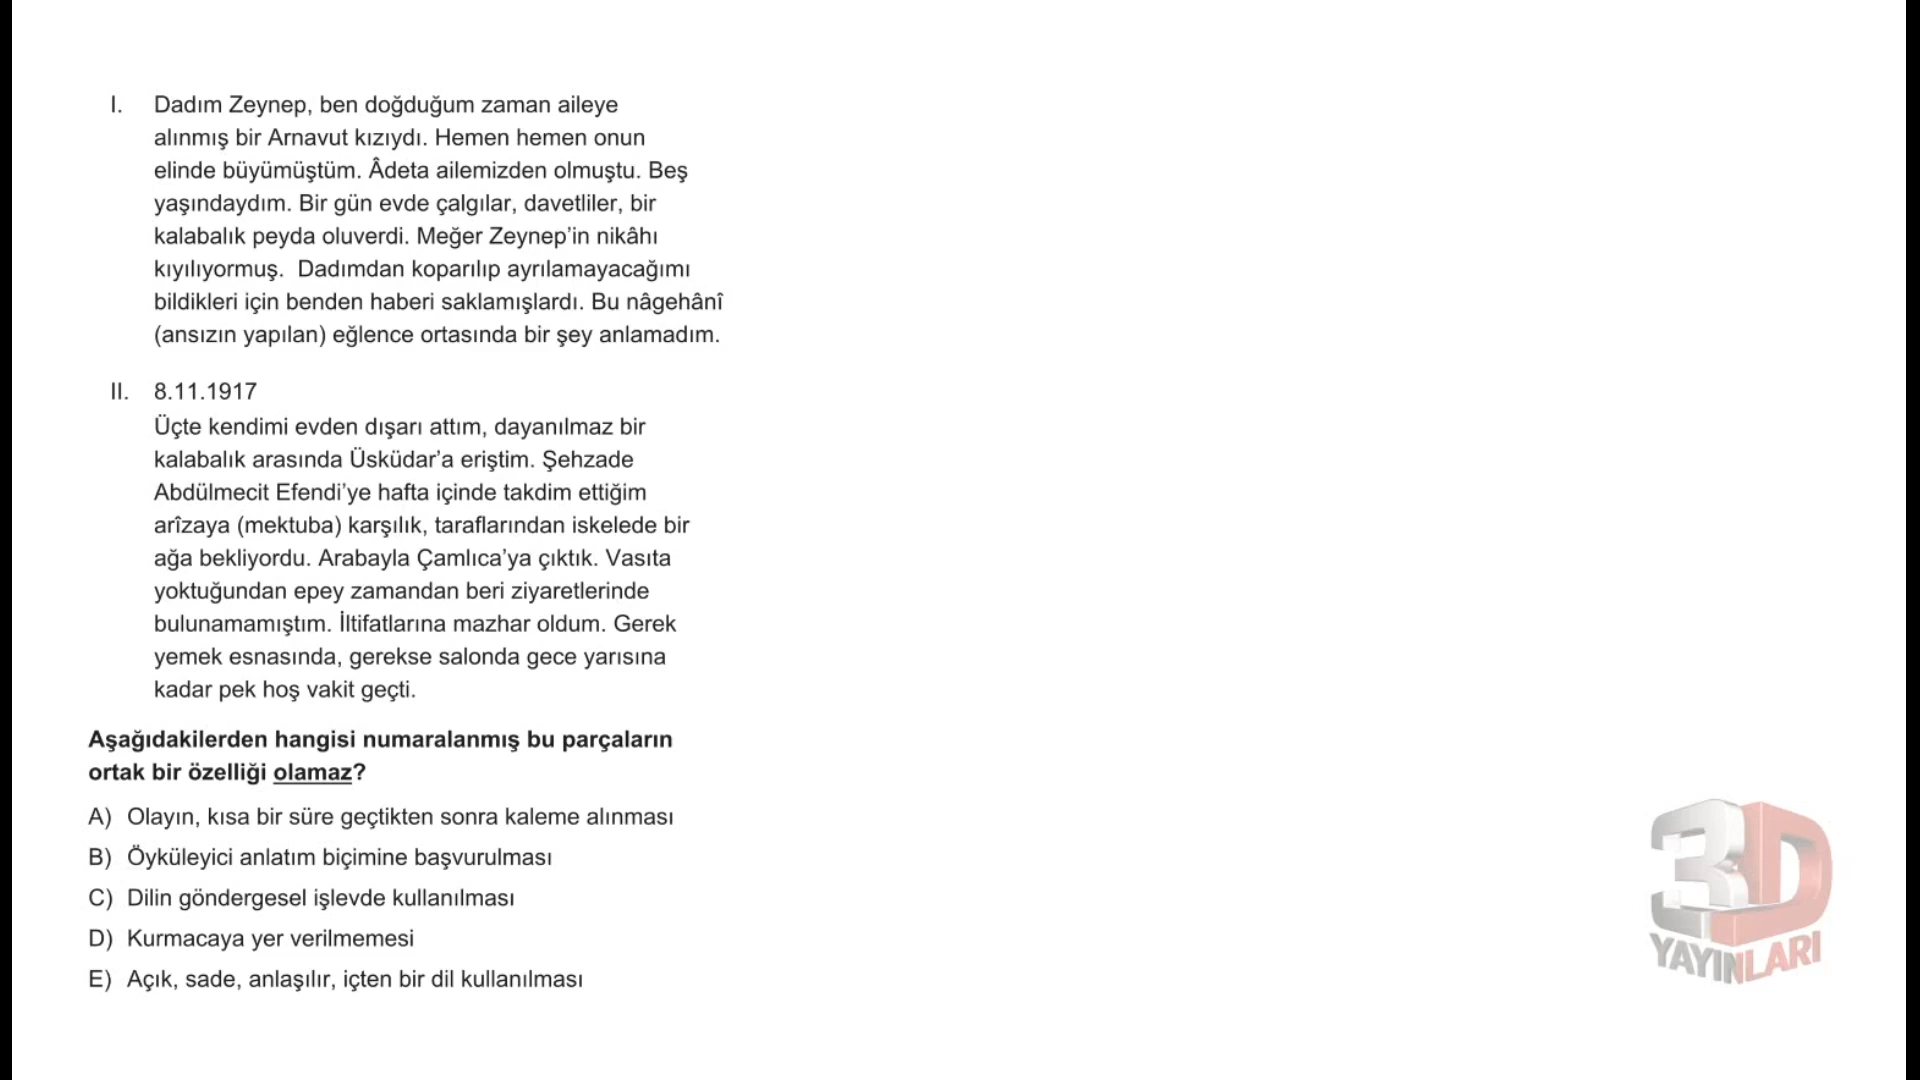 I. Dadım Zeynep, ben doğduğum zaman aileye
alınmış bir Arnavut kızıydı. Hemen hemen onun
elinde büyümüştüm. Âdeta ailemizden olmuştu. Beş
yaşındaydım. Bir gün evde çalgılar, davetliler, bir
kalabalık peyda oluverdi. Meğer Zeynep’in nikâhı
kıyılıyormuş. Dadımdan koparılıp ayrılamayacağımı
bildikleri için benden haberi saklamışlardı. Bu nâgehânî
(ansızın yapılan) eğlence ortasında bir şey anlamadım.
II. 8.11.1917
Üçte kendimi evden dışarı attım, dayanılmaz bir
kalabalık arasında Üsküdar’a eriştim. Şehzade
Abdülmecit Efendi’ye hafta içinde takdim ettiğim
arîzaya (mektuba) karşılık, taraflarından iskelede bir
ağa bekliyordu. Arabayla Çamlıca’ya çıktık. Vasıta
yoktuğundan epey zamandan beri ziyaretlerinde
bulunamamıştım. İltifatlarına mazhar oldum. Gerek
yemek esnasında, gerekse salonda gece yarısına
kadar pek hoş vakit geçti.
Aşağıdakilerden hangisi numaralanmış bu parçaların
ortak bir özelliği olamaz?
A) Olayın, kısa bir süre geçtikten sonra kaleme alınması
B) Öyküleyici anlatım biçimine başvurulması
C) Dilin göndergesel işlevde kullanılması
D) Kurmacaya yer verilmemesi
E) Açık, sade, anlaşılır, içten bir dil kullanılması
3D
YAYINLARI